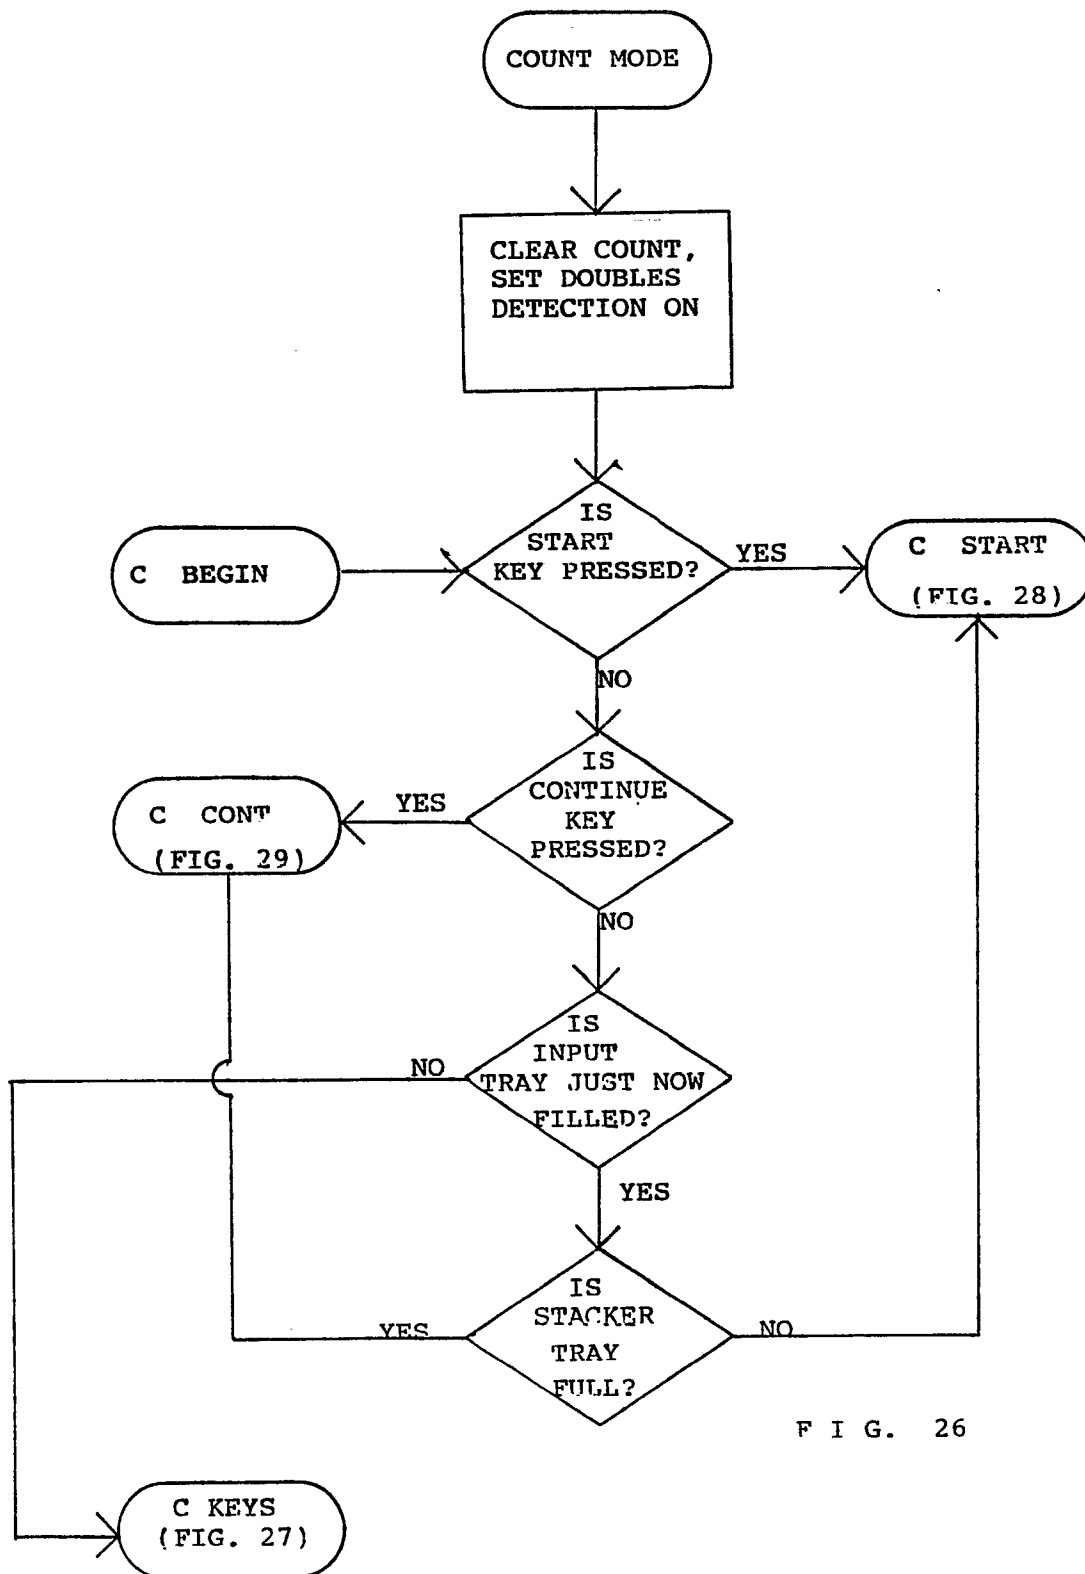 COUNT MODE
CLEAR COUNT,
SET DOUBLES
DETECTION ON
IS
START
KEY PRESSED?
YES
C BEGIN
C START
(FIG. 28)
NO
IS
CONTINUE
KEY
PRESSED?
YES
C CONT
(FIG. 29)
NO
IS
INPUT
TRAY JUST NOW
FILLED?
NO
YES
IS
STACKER
TRAY
FULL?
YES
NO
F I G. 26
C KEYS
(FIG. 27)